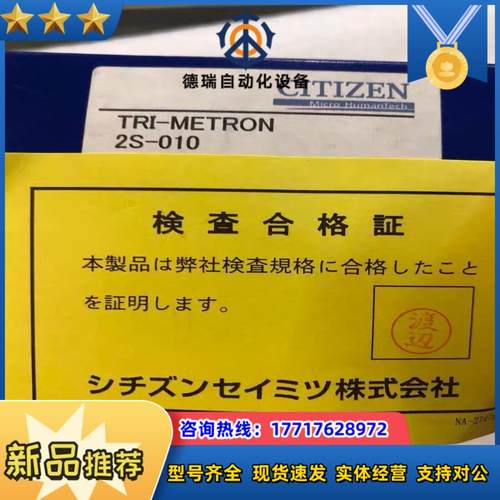 德瑞自动化设备
CITIZEN
Micro HumanTech
TRI-METRON
2S-010
検査合格証
本製品は弊社検査規格に合格したこと
を証明します。
渡辺
シチズンセイミツ株式会社
咨询热线：17717628972
新品推荐
型号齐全 现货速发 实体经营 支持对公